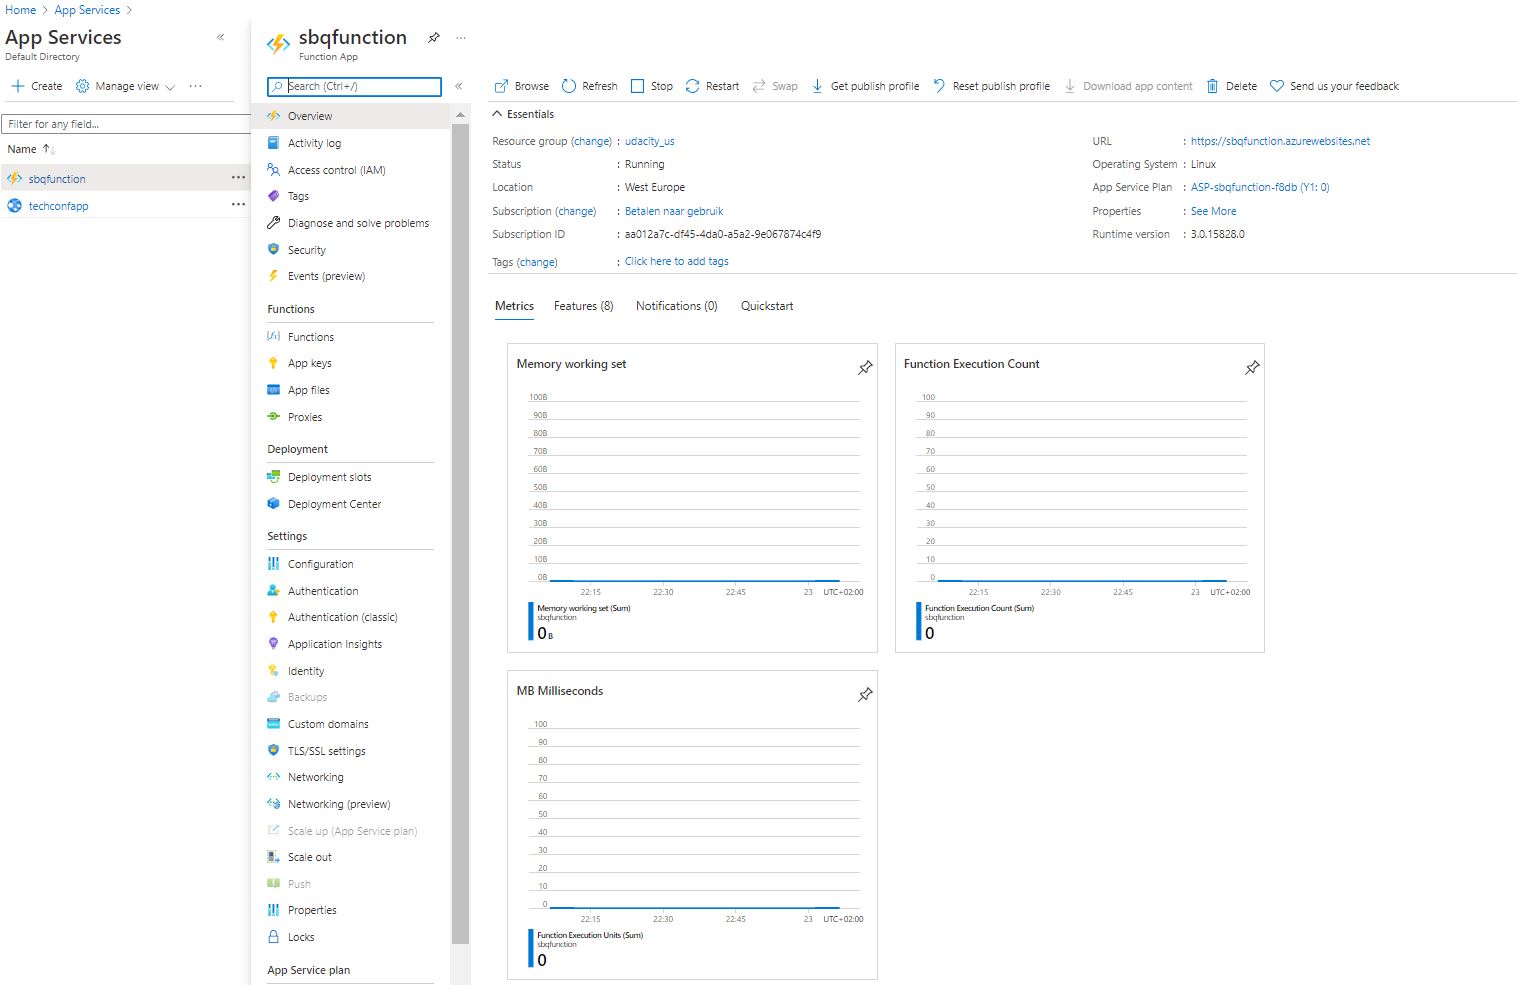 Home > App Services >
App Services
Default Directory
«
+ Create Manage view ...
Filter for any field...
Name ↑↓
sbqfunction ...
techconfapp ...
sbqfunction ...
Function App
Search (Ctrl+/) «
Overview
Activity log
Access control (IAM)
Tags
Diagnose and solve problems
Security
Events (preview)
Functions
Functions
App keys
App files
Proxies
Deployment
Deployment slots
Deployment Center
Settings
Configuration
Authentication
Authentication (classic)
Application Insights
Identity
Backups
Custom domains
TLS/SSL settings
Networking
Networking (preview)
Scale up (App Service plan)
Scale out
Push
Properties
Locks
App Service plan
Browse Refresh Stop Restart Swap Get publish profile Reset publish profile Download app content Delete Send us your feedback
Essentials
Resource group (change) : udacity_us
Status : Running
Location : West Europe
Subscription (change) : Betalen naar gebruik
Subscription ID : aa012a7c-df45-4da0-a5a2-9e067874c4f9
Tags (change) : Click here to add tags
URL : https://sbqfunction.azurewebsites.net
Operating System : Linux
App Service Plan : ASP-sbqfunction-f8db (Y1: 0)
Properties : See More
Runtime version : 3.0.15828.0
Metrics Features (8) Notifications (0) Quickstart
Memory working set
100B
90B
80B
70B
60B
50B
40B
30B
20B
10B
0B
22:15 22:30 22:45 23 UTC+02:00
Memory working set (Sum)
sbqfunction
0 B
Function Execution Count
100
90
80
70
60
50
40
30
20
10
0
22:15 22:30 22:45 23 UTC+02:00
Function Execution Count (Sum)
sbqfunction
0
MB Milliseconds
100
90
80
70
60
50
40
30
20
10
0
22:15 22:30 22:45 23 UTC+02:00
Function Execution Units (Sum)
sbqfunction
0